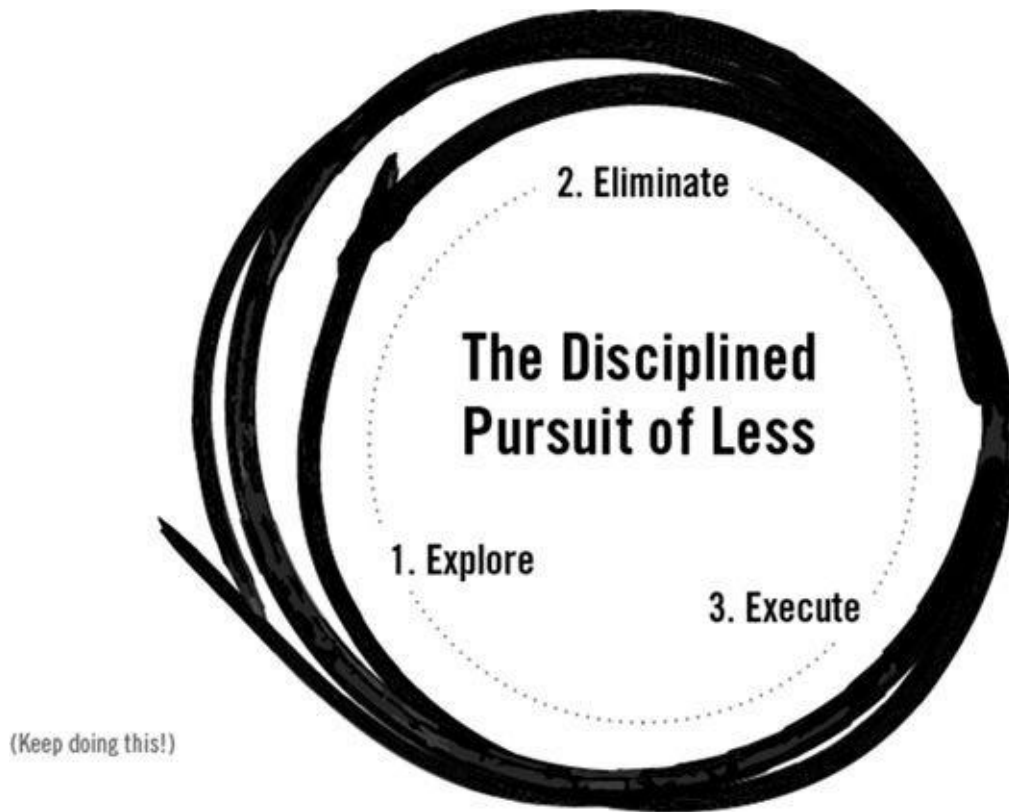 2. Eliminate
The Disciplined
Pursuit of Less
1. Explore
3. Execute
(Keep doing this!)